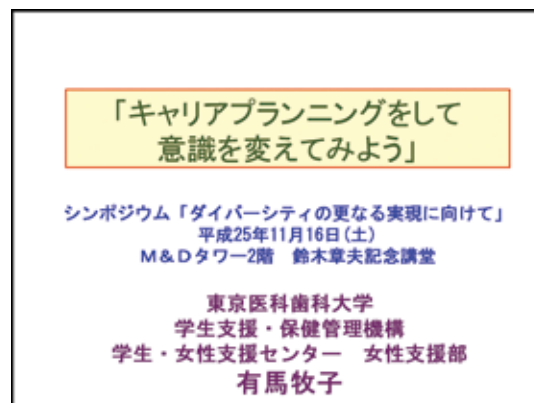 「キャリアプランニングをして
意識を変えてみよう」
シンポジウム「ダイバーシティの更なる実現に向けて」
平成25年11月16日(土)
M&Dタワー2階　鈴木章夫記念講堂
東京医科歯科大学
学生支援・保健管理機構
学生・女性支援センター　女性支援部
有馬牧子